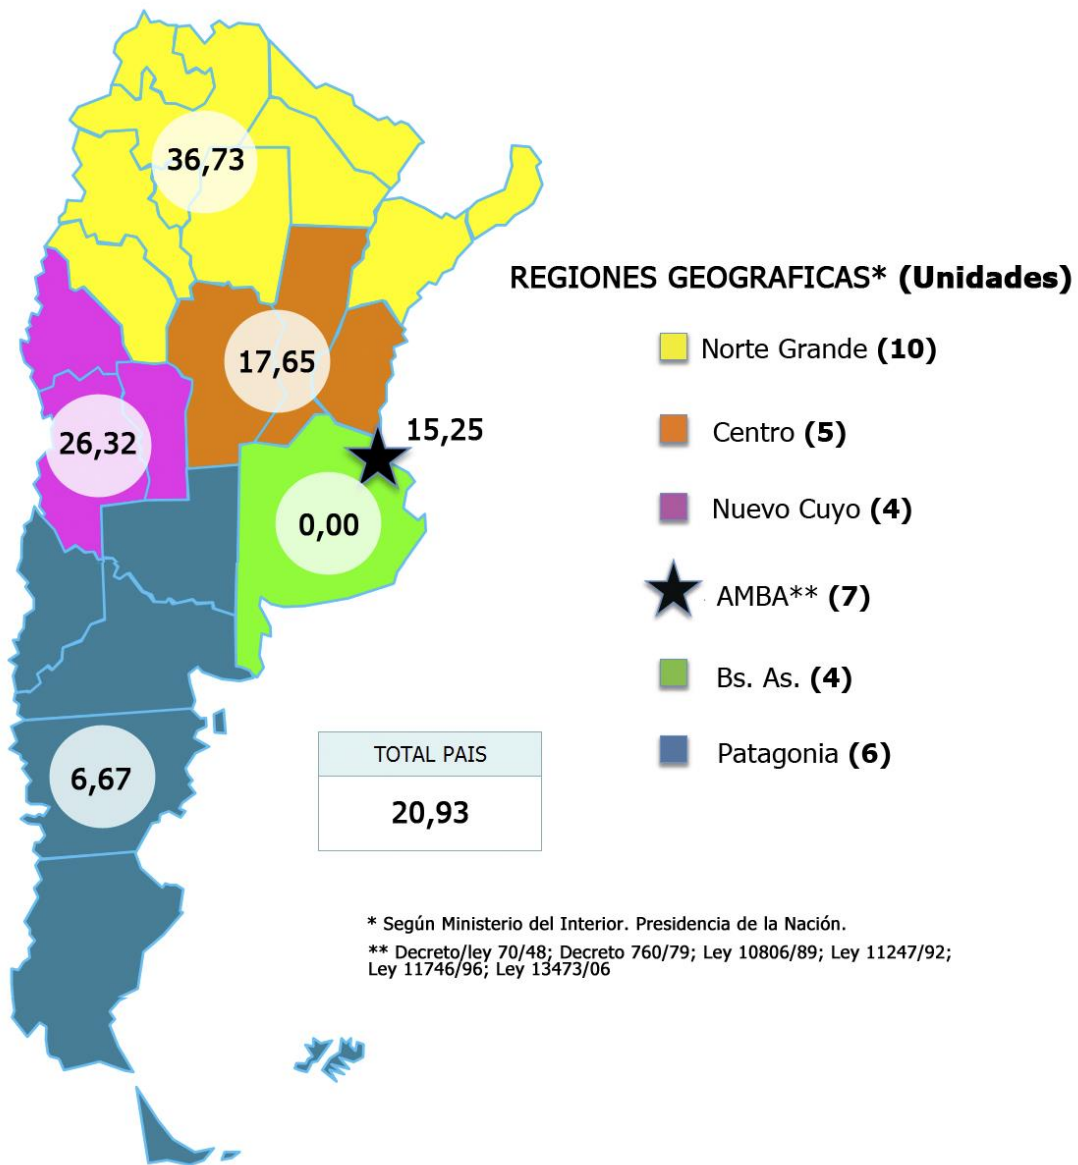 36,73
REGIONES GEOGRAFICAS* (Unidades)
Norte Grande (10)
17,65
15,25
Centro (5)
26,32
Nuevo Cuyo (4)
0,00
AMBA** (7)
Bs. As. (4)
Patagonia (6)
6,67
TOTAL PAIS
20,93
* Según Ministerio del Interior. Presidencia de la Nación.
** Decreto/ley 70/48; Decreto 760/79; Ley 10806/89; Ley 11247/92;
Ley 11746/96; Ley 13473/06